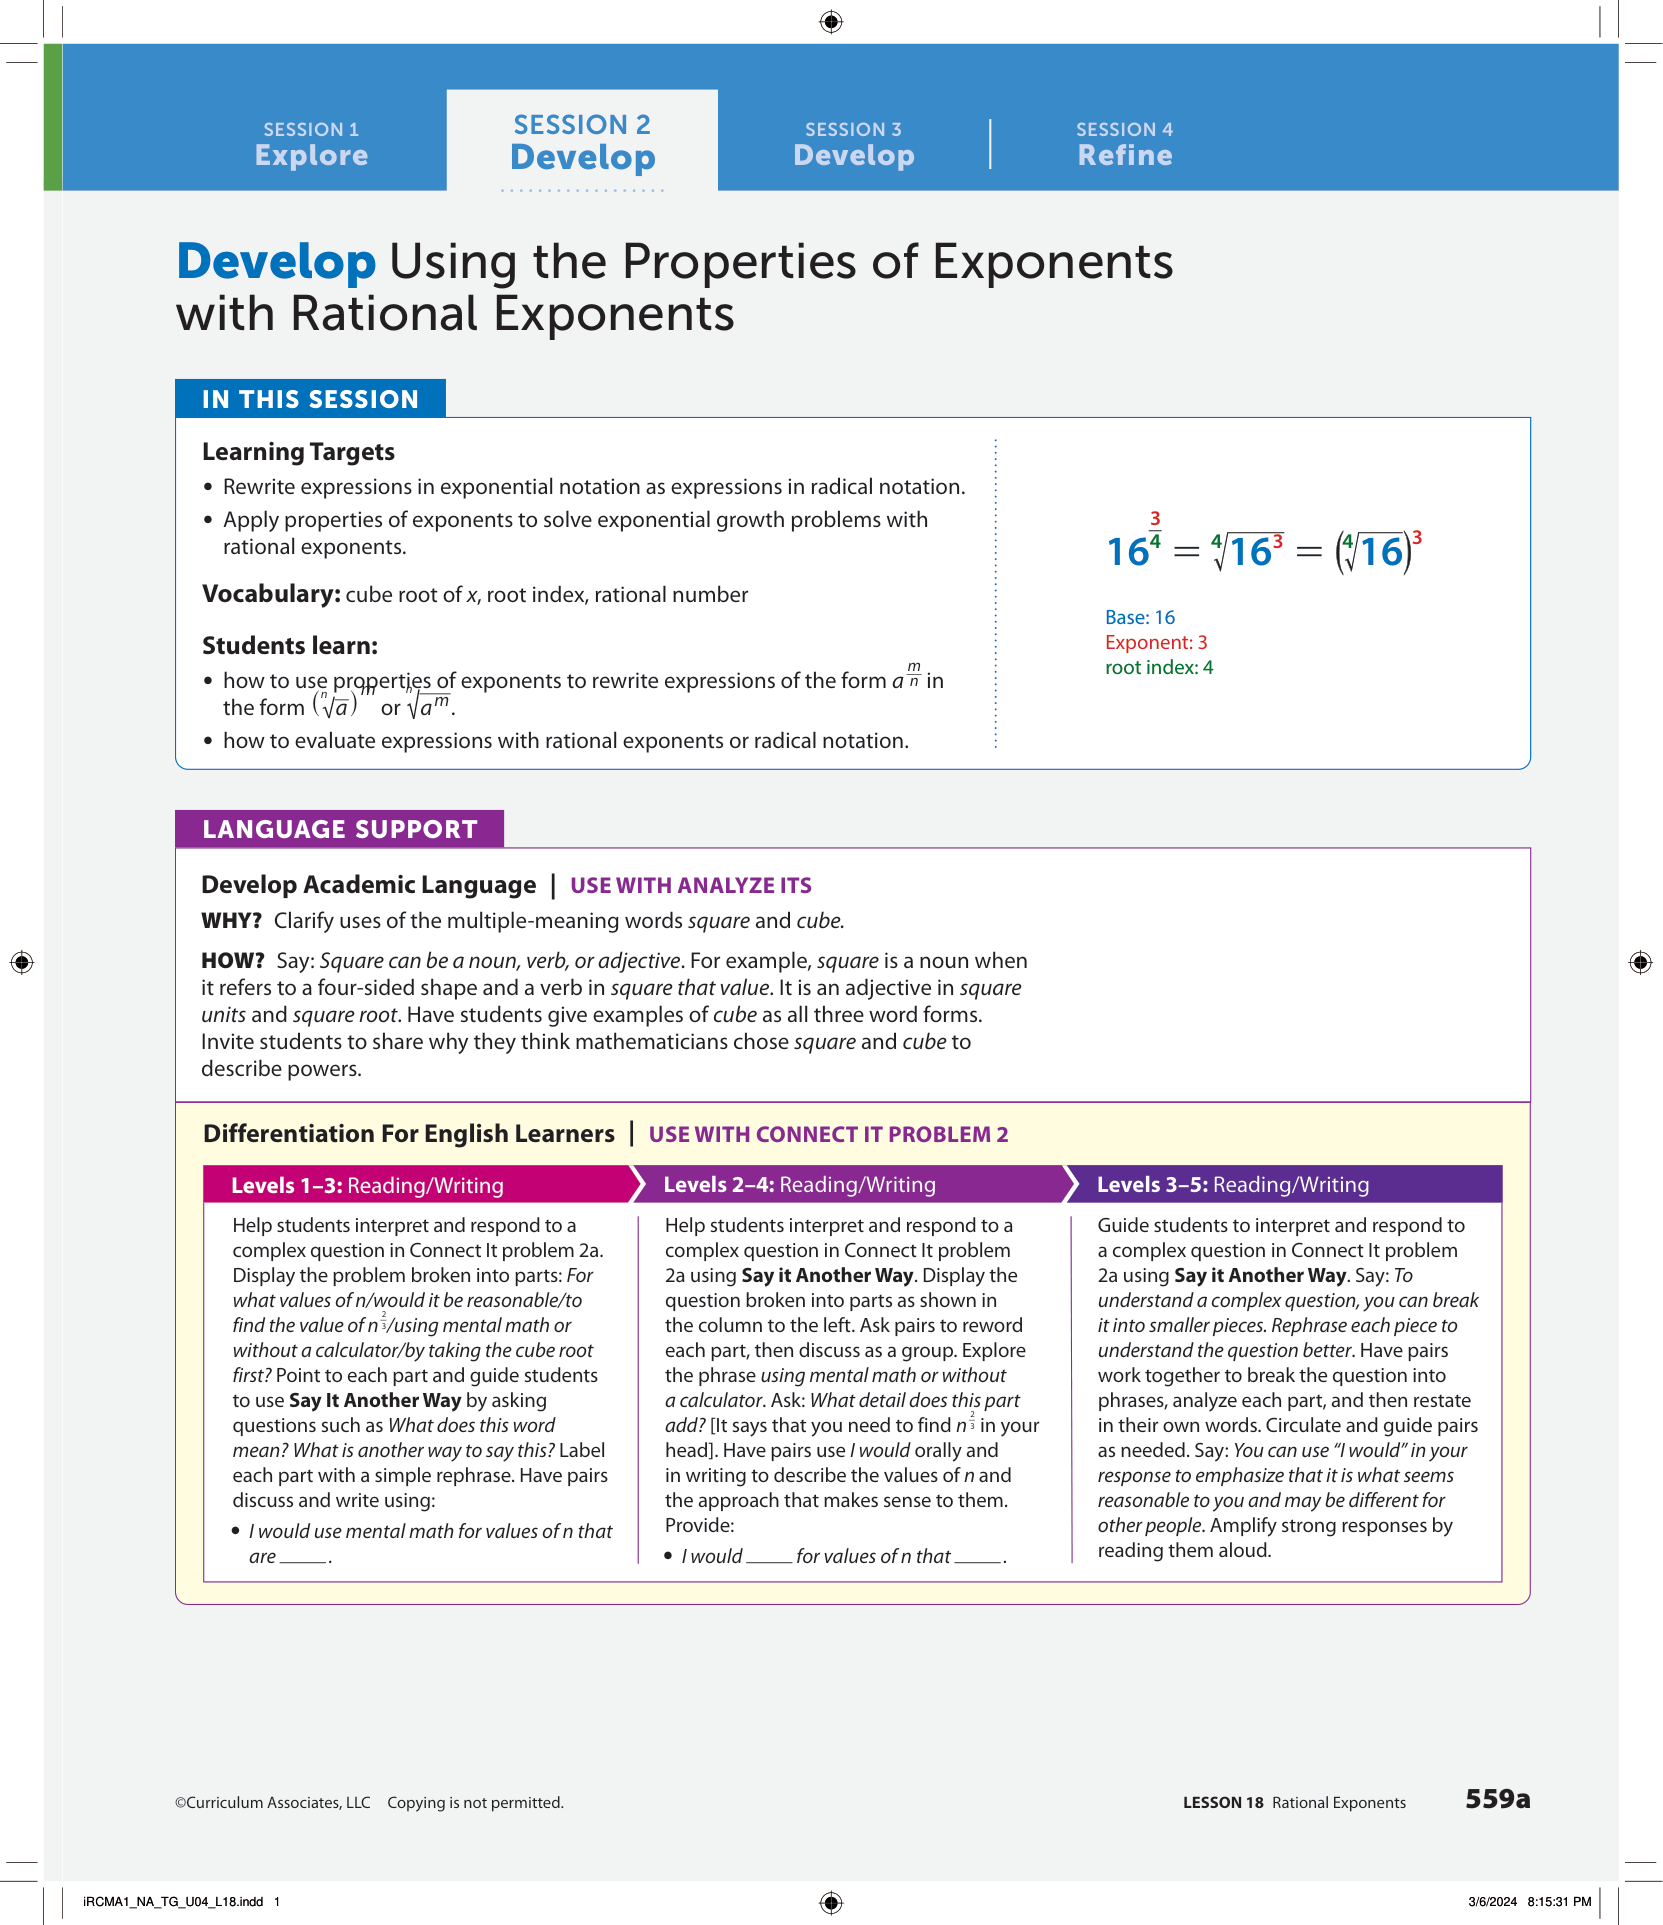 SESSION 1
Explore
SESSION 2
Develop
SESSION 3
Develop
SESSION 4
Refine
Develop Using the Properties of Exponents
with Rational Exponents
IN THIS SESSION
Learning Targets
• Rewrite expressions in exponential notation as expressions in radical notation.
• Apply properties of exponents to solve exponential growth problems with
rational exponents.
Vocabulary: cube root of x, root index, rational number
Students learn:
• how to use properties of exponents to rewrite expressions of the form a^(m/n) in
the form (ⁿ√a)^m or ⁿ√(a^m).
• how to evaluate expressions with rational exponents or radical notation.
16^(3/4) = ⁴√(16³) = (⁴√16)³
Base: 16
Exponent: 3
root index: 4
LANGUAGE SUPPORT
Develop Academic Language | USE WITH ANALYZE ITS
WHY? Clarify uses of the multiple-meaning words square and cube.
HOW? Say: Square can be a noun, verb, or adjective. For example, square is a noun when
it refers to a four-sided shape and a verb in square that value. It is an adjective in square
units and square root. Have students give examples of cube as all three word forms.
Invite students to share why they think mathematicians chose square and cube to
describe powers.
Differentiation For English Learners | USE WITH CONNECT IT PROBLEM 2
Levels 1–3: Reading/Writing
Help students interpret and respond to a
complex question in Connect It problem 2a.
Display the problem broken into parts: For
what values of n/would it be reasonable/to
find the value of n^(2/3)/using mental math or
without a calculator/by taking the cube root
first? Point to each part and guide students
to use Say It Another Way by asking
questions such as What does this word
mean? What is another way to say this? Label
each part with a simple rephrase. Have pairs
discuss and write using:
• I would use mental math for values of n that
are _____.
Levels 2–4: Reading/Writing
Help students interpret and respond to a
complex question in Connect It problem
2a using Say it Another Way. Display the
question broken into parts as shown in
the column to the left. Ask pairs to reword
each part, then discuss as a group. Explore
the phrase using mental math or without
a calculator. Ask: What detail does this part
add? [It says that you need to find n^(2/3) in your
head]. Have pairs use I would orally and
in writing to describe the values of n and
the approach that makes sense to them.
Provide:
• I would _____ for values of n that _____.
Levels 3–5: Reading/Writing
Guide students to interpret and respond to
a complex question in Connect It problem
2a using Say it Another Way. Say: To
understand a complex question, you can break
it into smaller pieces. Rephrase each piece to
understand the question better. Have pairs
work together to break the question into
phrases, analyze each part, and then restate
in their own words. Circulate and guide pairs
as needed. Say: You can use “I would” in your
response to emphasize that it is what seems
reasonable to you and may be different for
other people. Amplify strong responses by
reading them aloud.
©Curriculum Associates, LLC Copying is not permitted.
LESSON 18 Rational Exponents 559a
iRCMA1_NA_TG_U04_L18.indd 1
3/6/2024 8:15:31 PM